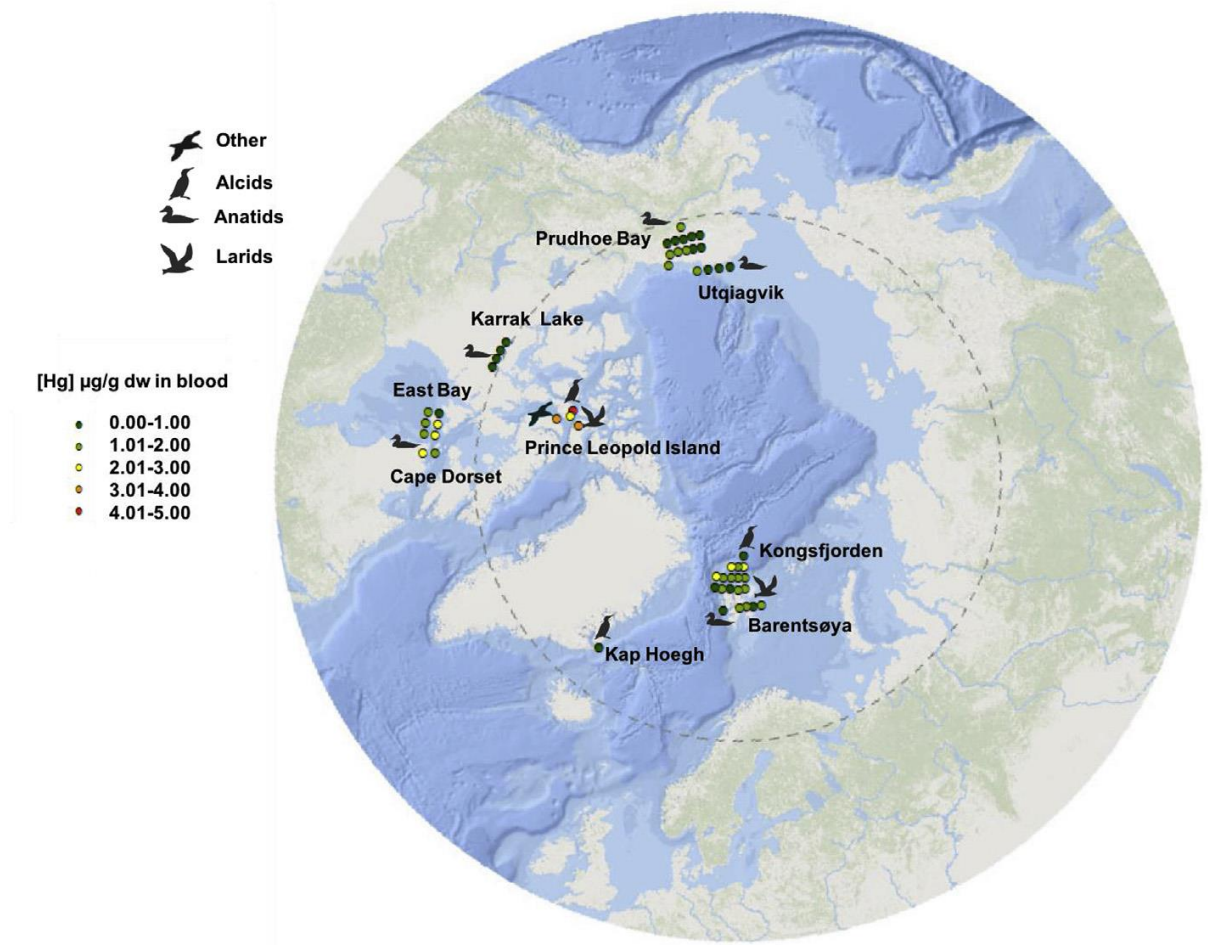 Other
Alcids
Anatids
Larids
[Hg] µg/g dw in blood
0.00-1.00
1.01-2.00
2.01-3.00
3.01-4.00
4.01-5.00
Prudhoe Bay
Utqiagvik
Karrak Lake
East Bay
Prince Leopold Island
Cape Dorset
Kongsfjorden
Barentsøya
Kap Hoegh